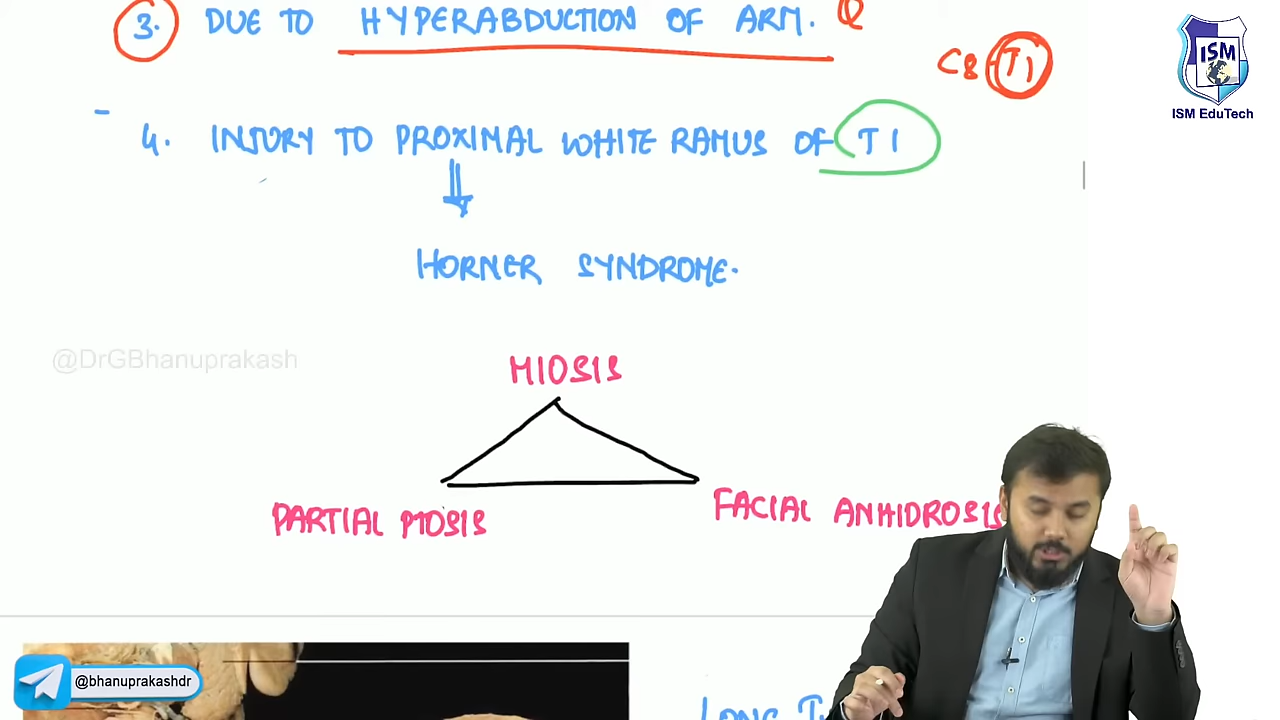 3. DUE TO HYPERABDUCTION OF ARM. Q
C8-T1
ISM
ISM EduTech
4. INJURY TO PROXIMAL WHITE RAMUS OF T1
HORNER SYNDROME.
@DrGBhanuprakash
MIOSIS
PARTIAL PTOSIS
FACIAL ANHIDROSIS
@bhanuprakashdr
LONG